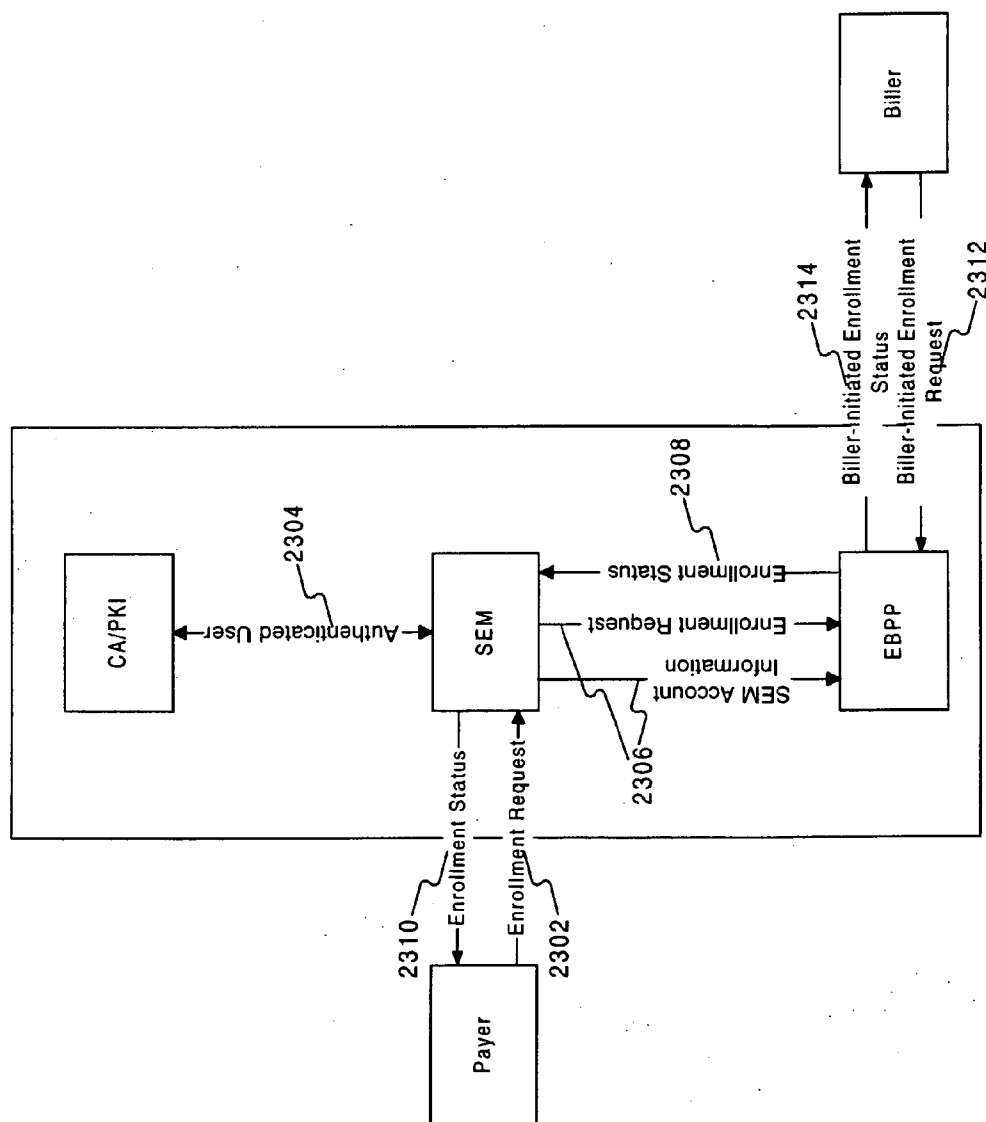 CA/PKI
2304
Authenticated User
SEM
2310
Enrollment Status
Enrollment Request
2302
Payer
2308
Enrollment Status
Enrollment Request
SEM Account
Information
2306
EBPP
2314
Biller-Initiated Enrollment
Status
Biller-Initiated Enrollment
Request
2312
Biller